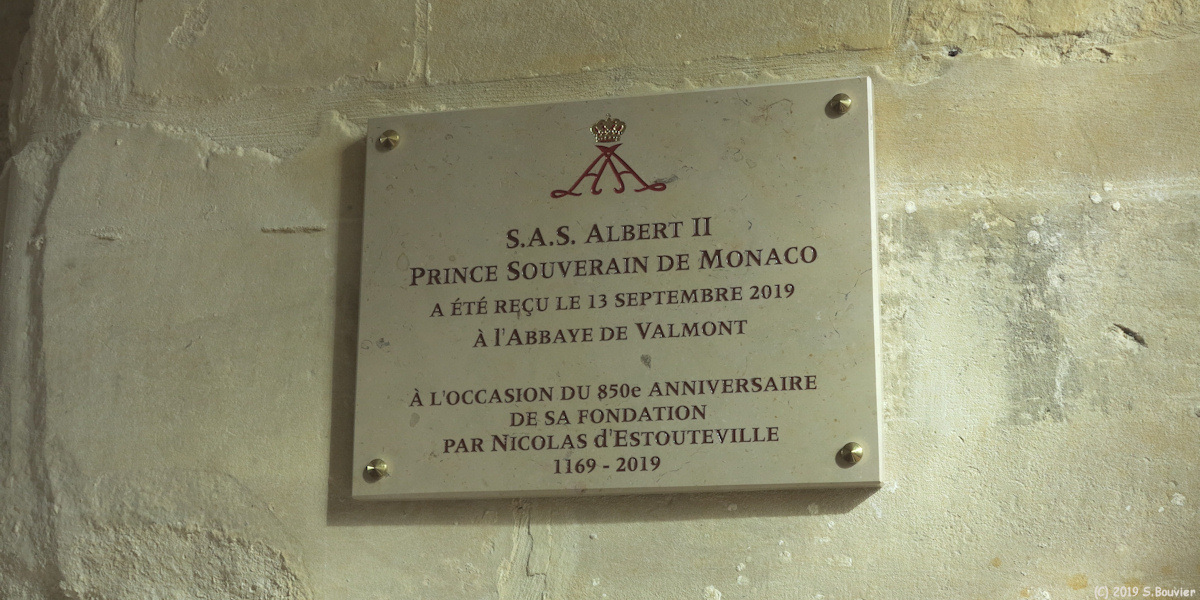 S.A.S. ALBERT II
PRINCE SOUVERAIN DE MONACO
A ÉTÉ REÇU LE 13 SEPTEMBRE 2019
À l'ABBAYE DE VALMONT
À L'OCCASION DU 850e ANNIVERSAIRE
DE SA FONDATION
PAR NICOLAS d'ESTOUTEVILLE
1169 - 2019
(C) 2019 S.Bouvier